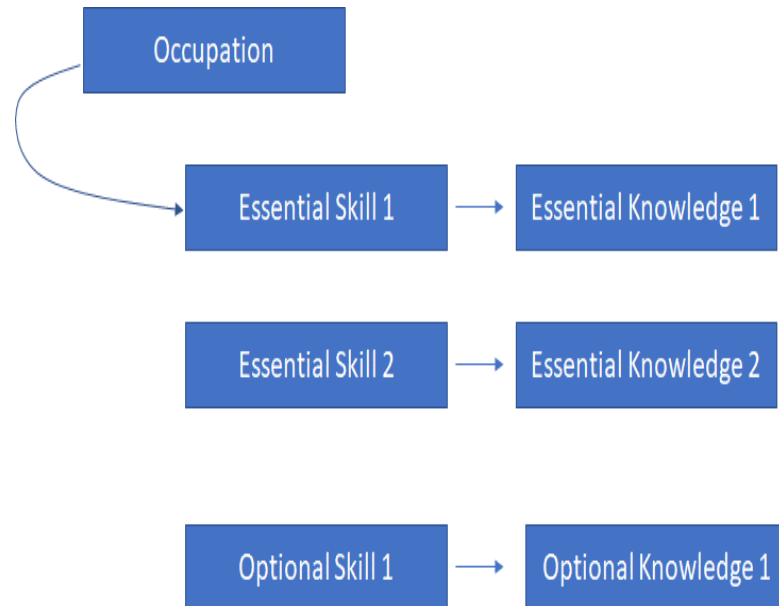 Occupation
Essential Skill 1
Essential Knowledge 1
Essential Skill 2
Essential Knowledge 2
Optional Skill 1
Optional Knowledge 1